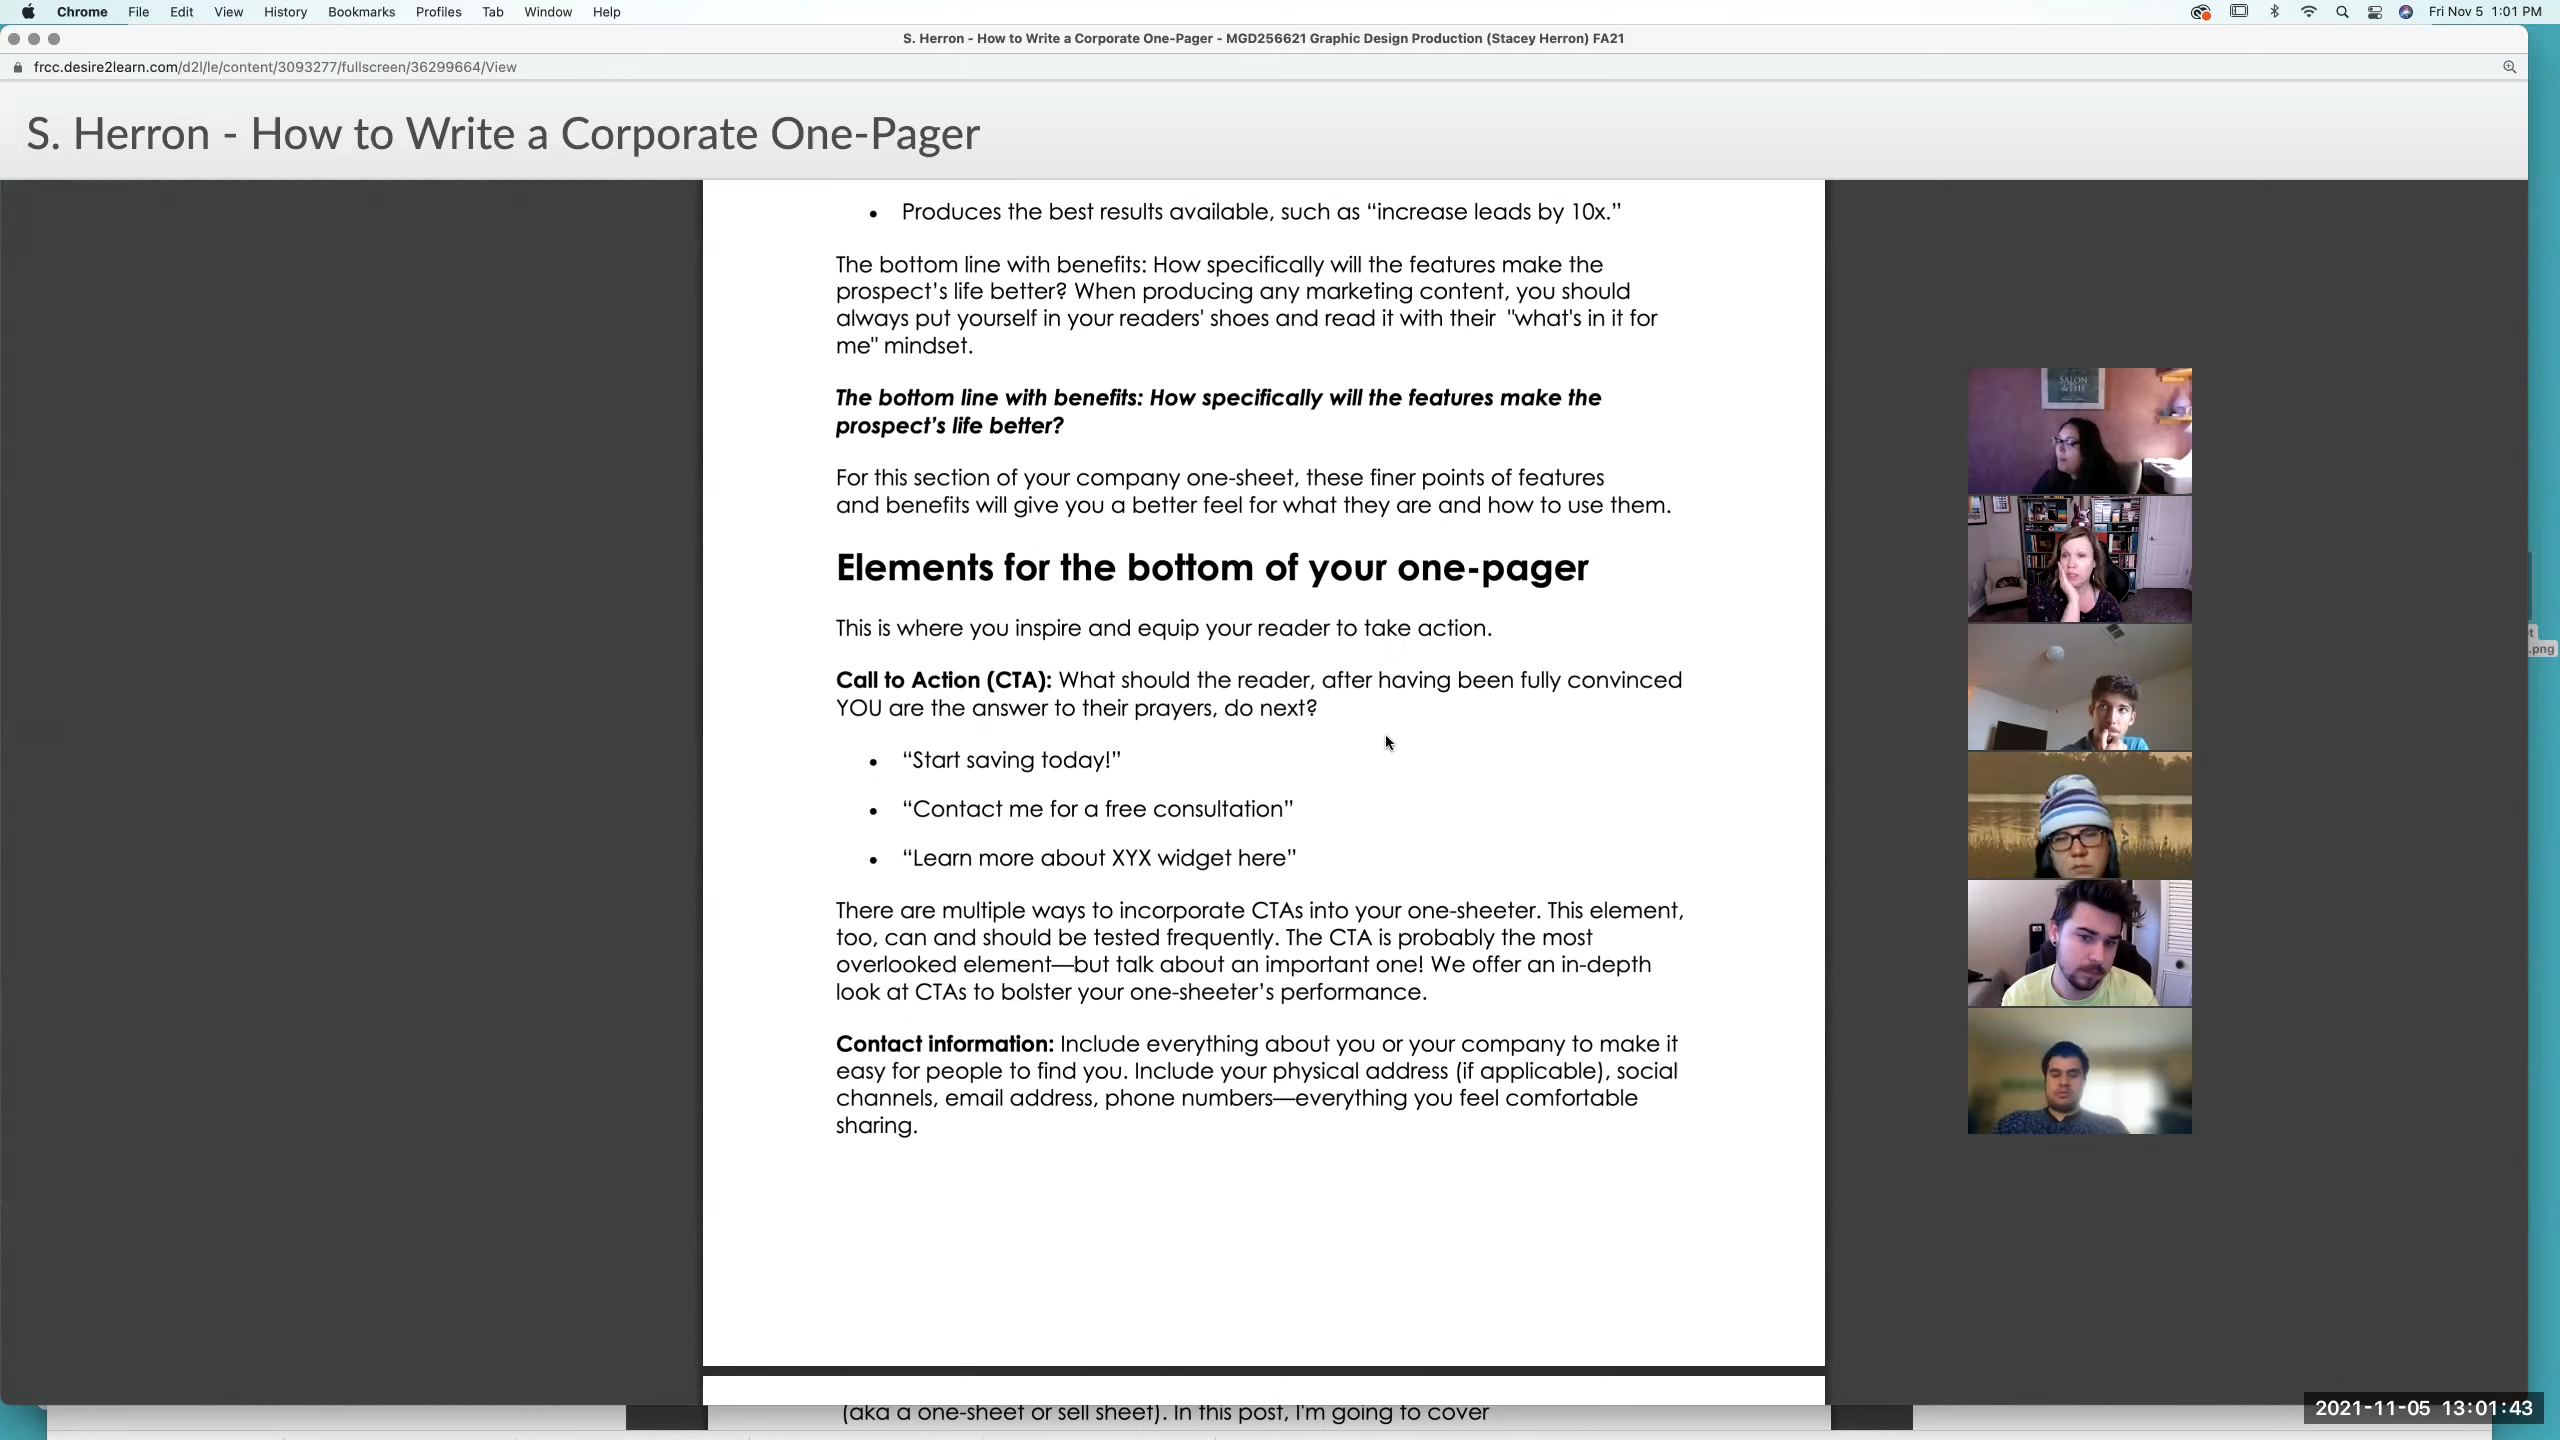 Chrome File Edit View History Bookmarks Profiles Tab Window Help Fri Nov 5 1:01 PM
S. Herron - How to Write a Corporate One-Pager - MGD256621 Graphic Design Production (Stacey Herron) FA21
frcc.desire2learn.com/d2l/le/content/3093277/fullscreen/36299664/View
S. Herron - How to Write a Corporate One-Pager
• Produces the best results available, such as “increase leads by 10x.”
The bottom line with benefits: How specifically will the features make the
prospect’s life better? When producing any marketing content, you should
always put yourself in your readers' shoes and read it with their "what's in it for
me" mindset.
The bottom line with benefits: How specifically will the features make the
prospect’s life better?
For this section of your company one-sheet, these finer points of features
and benefits will give you a better feel for what they are and how to use them.
Elements for the bottom of your one-pager
This is where you inspire and equip your reader to take action.
Call to Action (CTA): What should the reader, after having been fully convinced
YOU are the answer to their prayers, do next?
• “Start saving today!”
• “Contact me for a free consultation”
• “Learn more about XYX widget here”
There are multiple ways to incorporate CTAs into your one-sheeter. This element,
too, can and should be tested frequently. The CTA is probably the most
overlooked element—but talk about an important one! We offer an in-depth
look at CTAs to bolster your one-sheeter’s performance.
Contact information: Include everything about you or your company to make it
easy for people to find you. Include your physical address (if applicable), social
channels, email address, phone numbers—everything you feel comfortable
sharing.
(aka a one-sheet or sell sheet). In this post, I'm going to cover
SALON
de THÉ
t
.png
2021-11-05 13:01:43